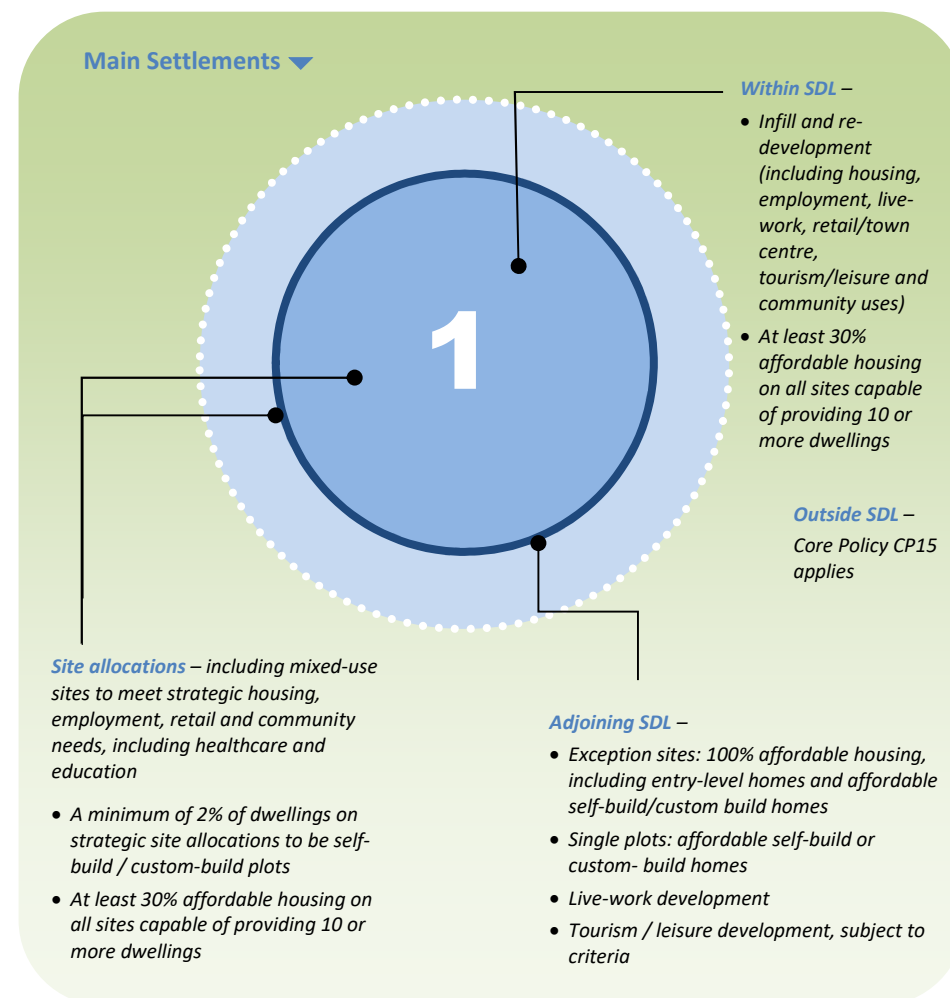 Main Settlements
Within SDL –
• Infill and re-
development
(including housing,
employment, live-
work, retail/town
centre,
tourism/leisure and
community uses)
• At least 30%
affordable housing
on all sites capable
of providing 10 or
more dwellings
1
Outside SDL –
Core Policy CP15
applies
Site allocations – including mixed-use
sites to meet strategic housing,
employment, retail and community
needs, including healthcare and
education
• A minimum of 2% of dwellings on
strategic site allocations to be self-
build / custom-build plots
• At least 30% affordable housing on
all sites capable of providing 10 or
more dwellings
Adjoining SDL –
• Exception sites: 100% affordable housing,
including entry-level homes and affordable
self-build/custom build homes
• Single plots: affordable self-build or
custom- build homes
• Live-work development
• Tourism / leisure development, subject to
criteria